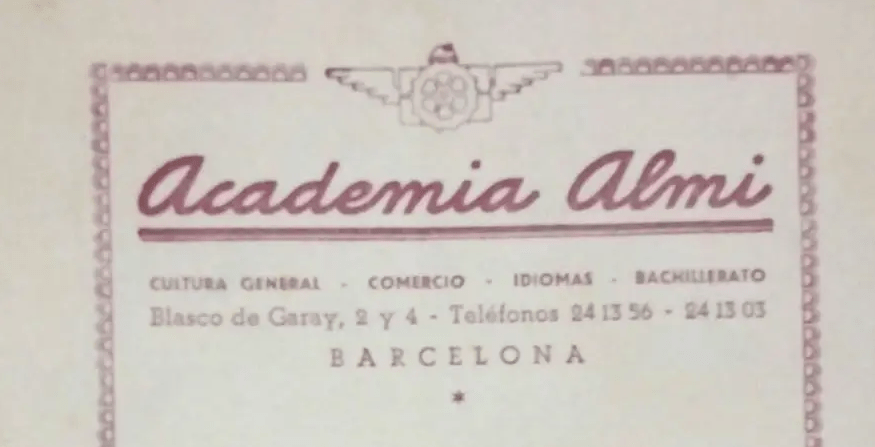 Academia Almi
CULTURA GENERAL - COMERCIO - IDIOMAS - BACHILLERATO
Blasco de Garay, 2 y 4 - Teléfonos 24 13 56 - 24 13 03
BARCELONA
*